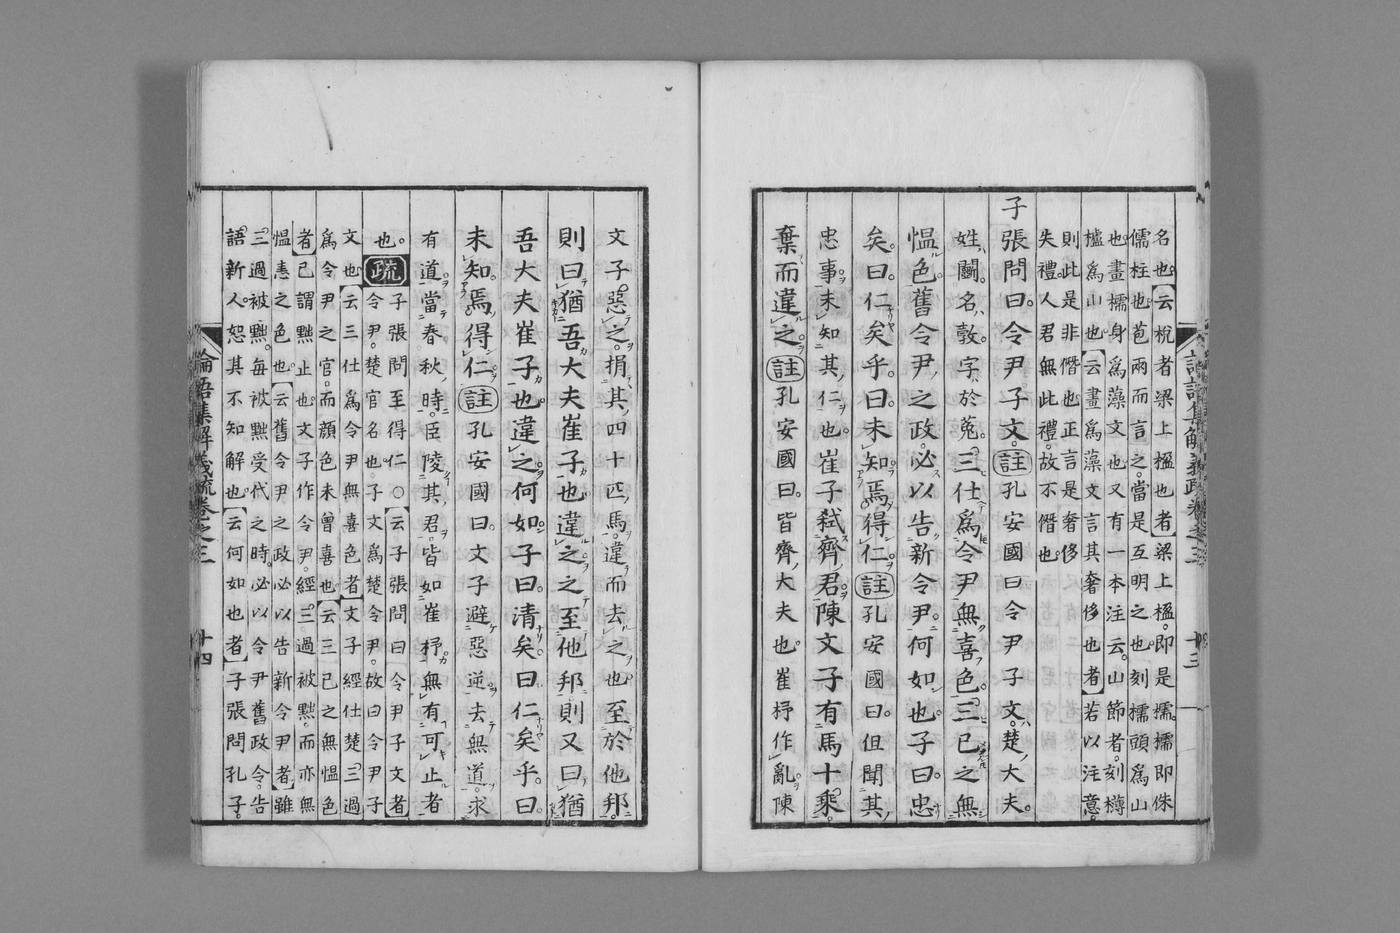 名也【云梲者梁上楹也者】梁上楹即是櫺櫺即侏
儒柱也苞兩而言之當是互明之也刻櫺頭爲山
也畫櫺身爲藻文也又有一本注云山節者刻欂
櫨爲山也【云畫爲藻文言其奢侈也者】若以注意
則此是非僭也正言是奢侈
失禮人君無此禮故不僭也
子張問曰令尹子文註孔安國曰令尹子文楚大夫
姓鬭名㝅字於菟三仕爲令尹無喜色三已之無
慍色舊令尹之政必以告新令尹何如也子曰忠
矣曰仁矣乎曰未知焉得仁註孔安國曰但聞其
忠事未知其仁也崔子弑齊君陳文子有馬十乘
棄而違之註孔安國曰皆齊大夫也崔杼作亂陳
論語集解義疏卷之三 十三
文子惡之捐其四十匹馬違而去之也至於他邦
則曰猶吾大夫崔子也違之之至他邦則又曰猶
吾大夫崔子也違之何如子曰清矣曰仁矣乎曰
未知焉得仁註孔安國曰文子避惡逆去無道求
有道當春秋時臣陵其君皆如崔杼無有可止者
也疏子張問至得仁○【云子張問曰令尹子文者】
令尹楚官名也子文爲楚令尹故曰令尹子
文也【云三仕爲令尹無喜色者】文子經仕楚三過
爲令尹之官而顔色未曾喜也【云三已之無慍色
者】已謂黜止也文子作令尹經三過被黜而亦無
慍恚之色也【云舊令尹之政必以告新令尹者】雖
三過被黜每被黜受代之時必以令尹舊政令告
語新人恕其不知解也【云何如也者】子張問孔子
論語集解義疏卷之三 十四